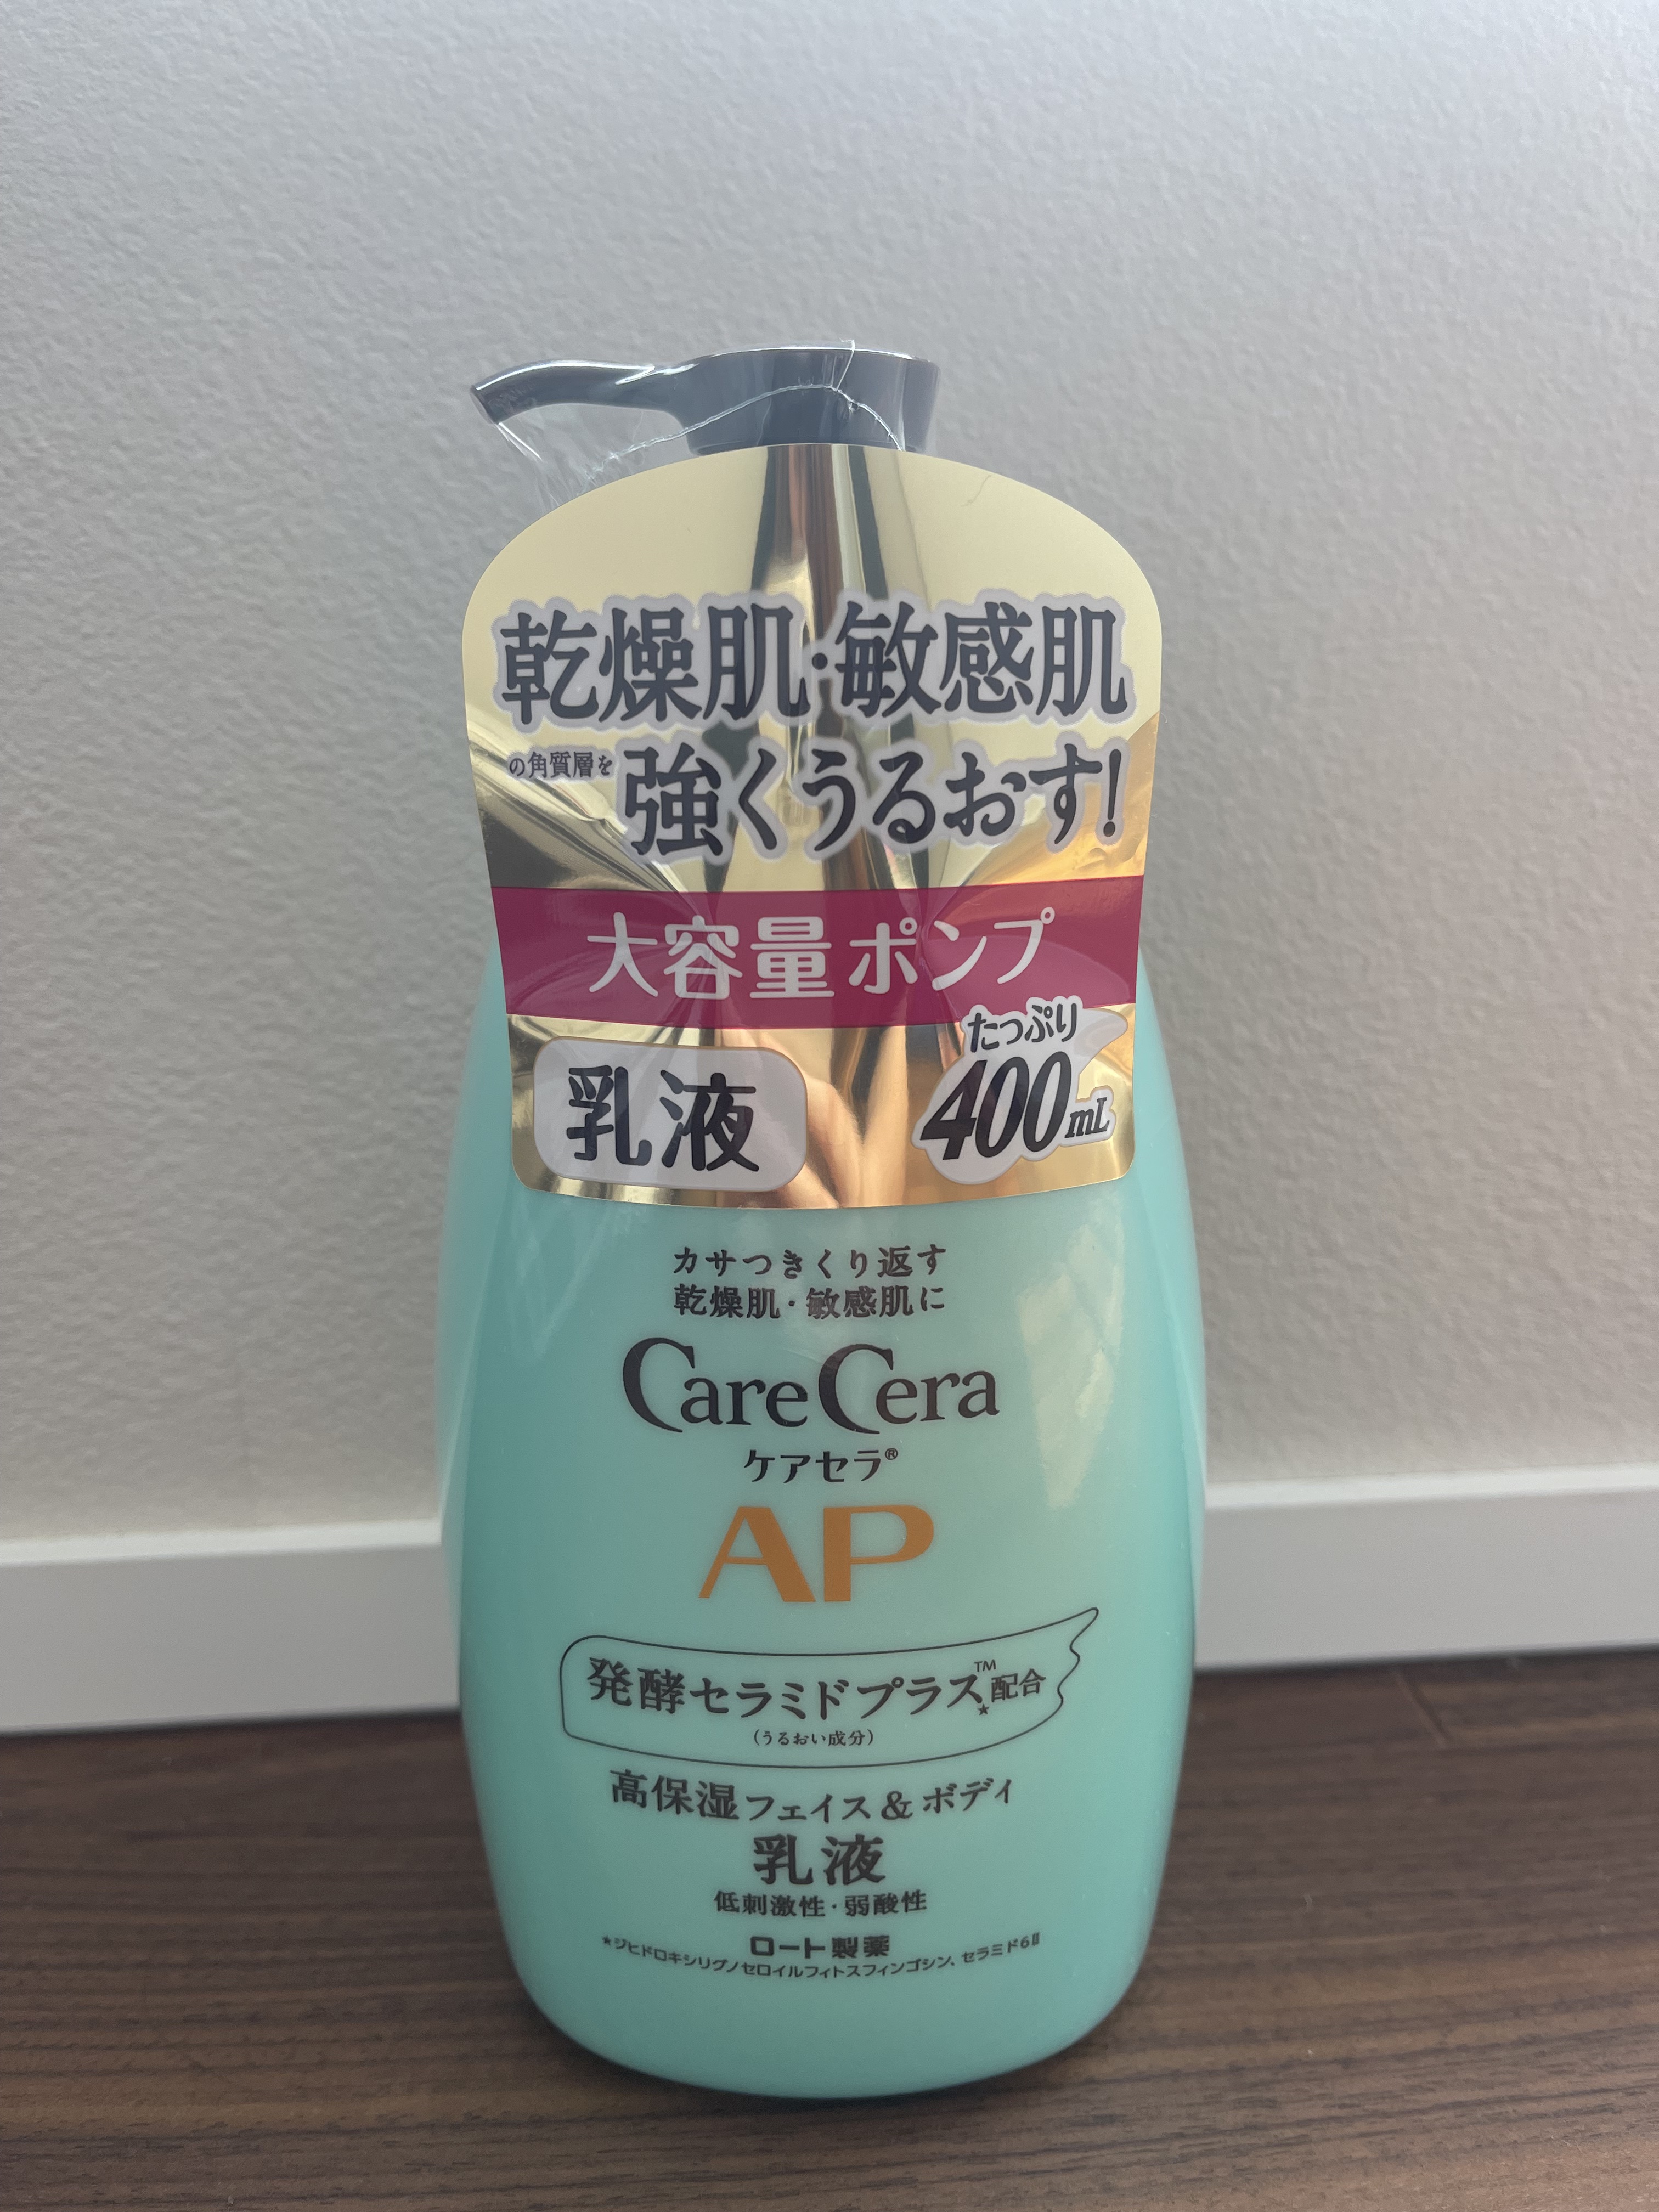 乾燥肌・敏感肌
の角質層を強くうるおす!
大容量ポンプ
乳液
たっぷり
400mL
カサつきくり返す
乾燥肌・敏感肌に
CareCera
ケアセラ®
AP
発酵セラミドプラス™★配合
(うるおい成分)
高保湿フェイス&ボディ
乳液
低刺激性・弱酸性
ロート製薬
★ジヒドロキシリグノセロイルフィトスフィンゴシン、セラミド6Ⅱ